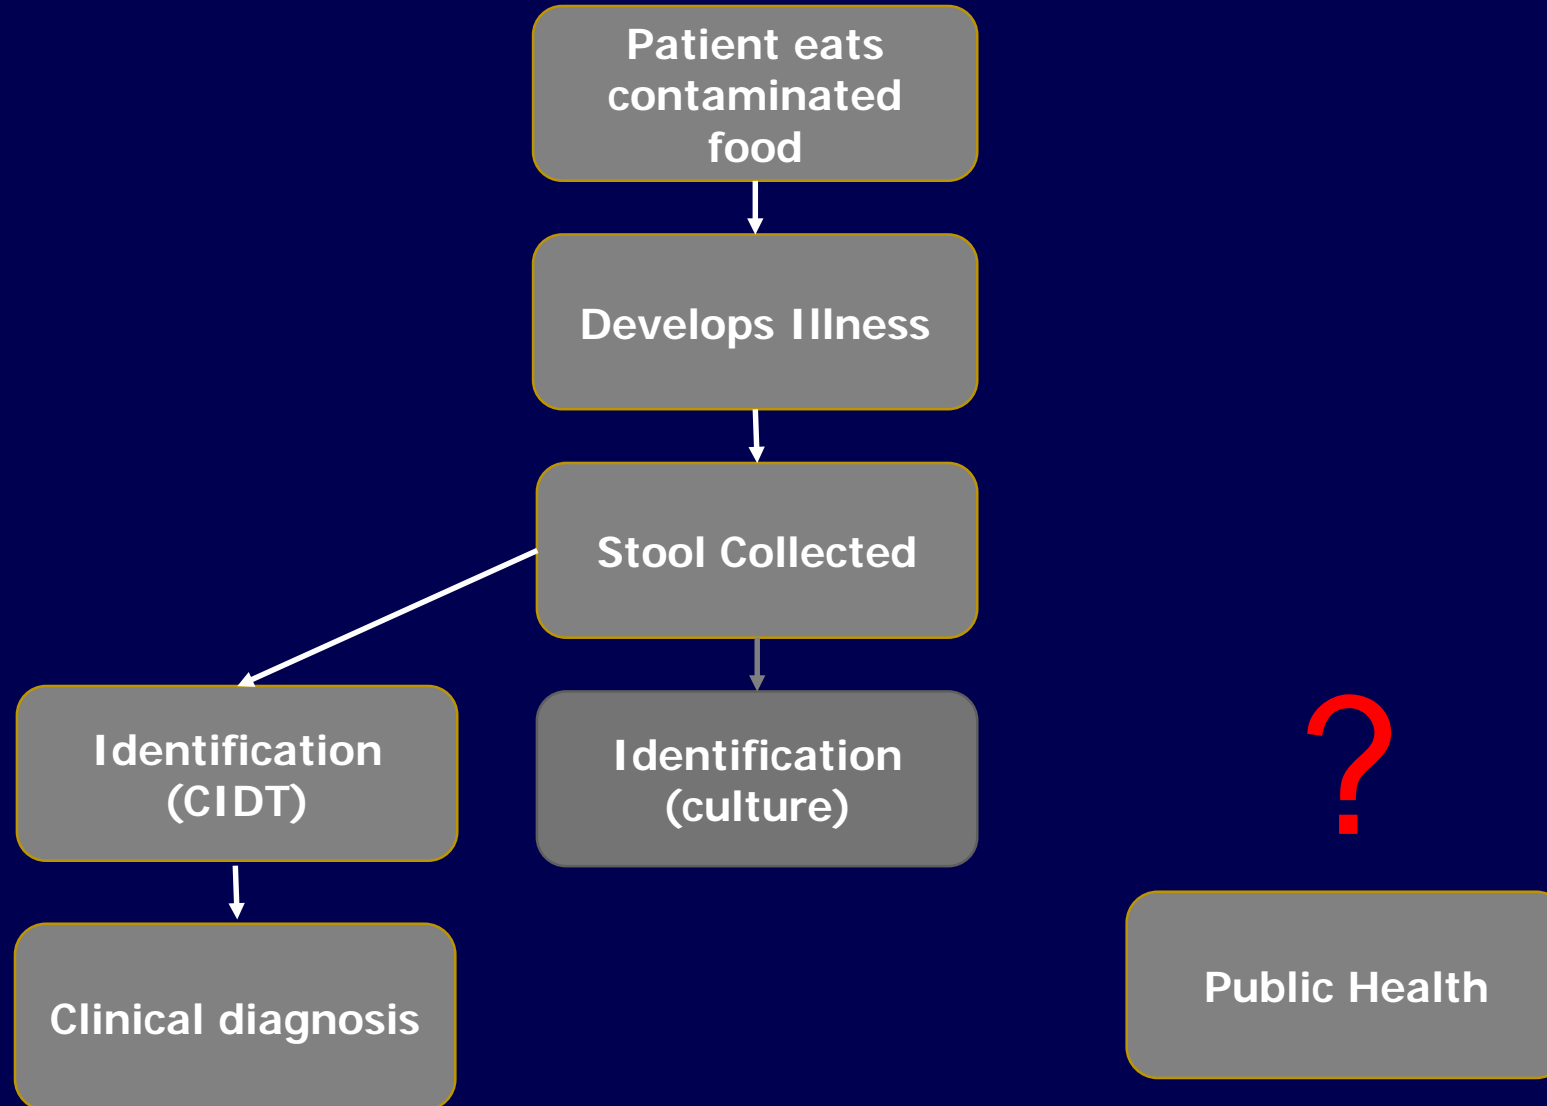 Patient eats
contaminated
food
Develops Illness
Stool Collected
Identification
(CIDT)
Identification
(culture)
?
Clinical diagnosis
Public Health